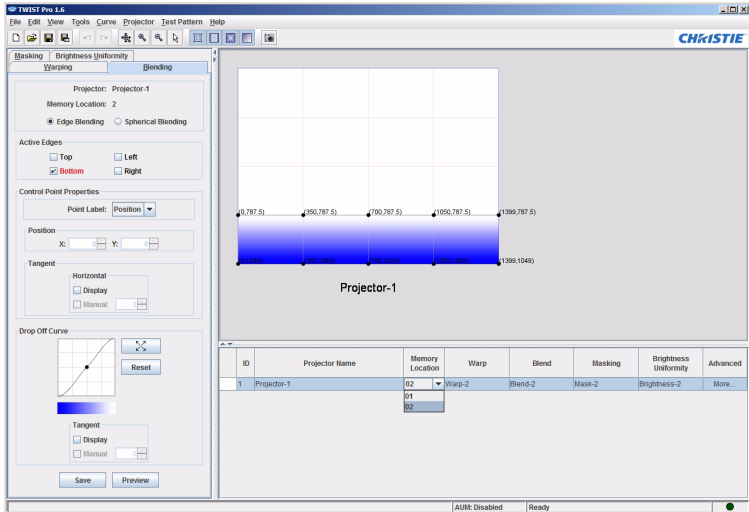 TWIST Pro 1.6
File Edit View Tools Curve Projector Test Pattern Help
CHRISTIE
Masking Brightness Uniformity
Warping Blending
Projector: Projector-1
Memory Location: 2
Edge Blending Spherical Blending
Active Edges
Top Left
Bottom Right
Control Point Properties
Point Label: Position
Position
X: 0 Y: 0
Tangent
Horizontal
Display
Manual 0
Drop Off Curve
Reset
Tangent
Display
Manual 0
Save Preview
(0,787.5) (350,787.5) (700,787.5) (1050,787.5) (1399,787.5)
(1399,1049)
Projector-1
ID Projector Name Memory Location Warp Blend Masking Brightness Uniformity Advanced
1 Projector-1 02 Warp-2 Blend-2 Mask-2 Brightness-2 More...
01
02
AUM: Disabled Ready